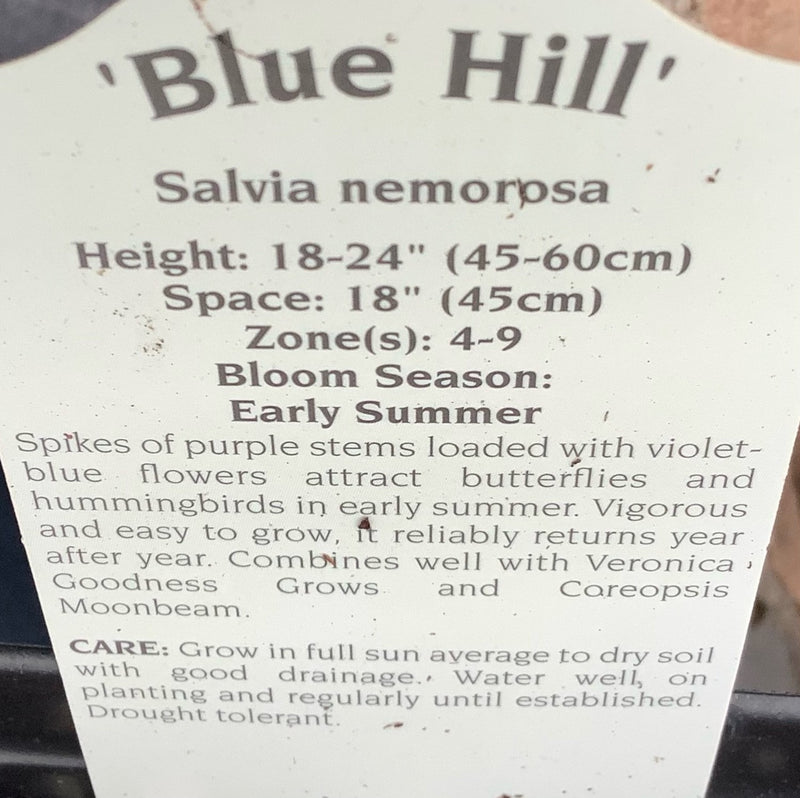 'Blue Hill'
Salvia nemorosa
Height: 18-24" (45-60cm)
Space: 18" (45cm)
Zone(s): 4-9
Bloom Season:
Early Summer
Spikes of purple stems loaded with violet-
blue flowers attract butterflies and
hummingbirds in early summer. Vigorous
and easy to grow, it reliably returns year
after year. Combines well with Veronica
Goodness Grows and Careopsis
Moonbeam.
CARE: Grow in full sun average to dry soil
with good drainage. Water well, on
planting and regularly until established.
Drought tolerant.